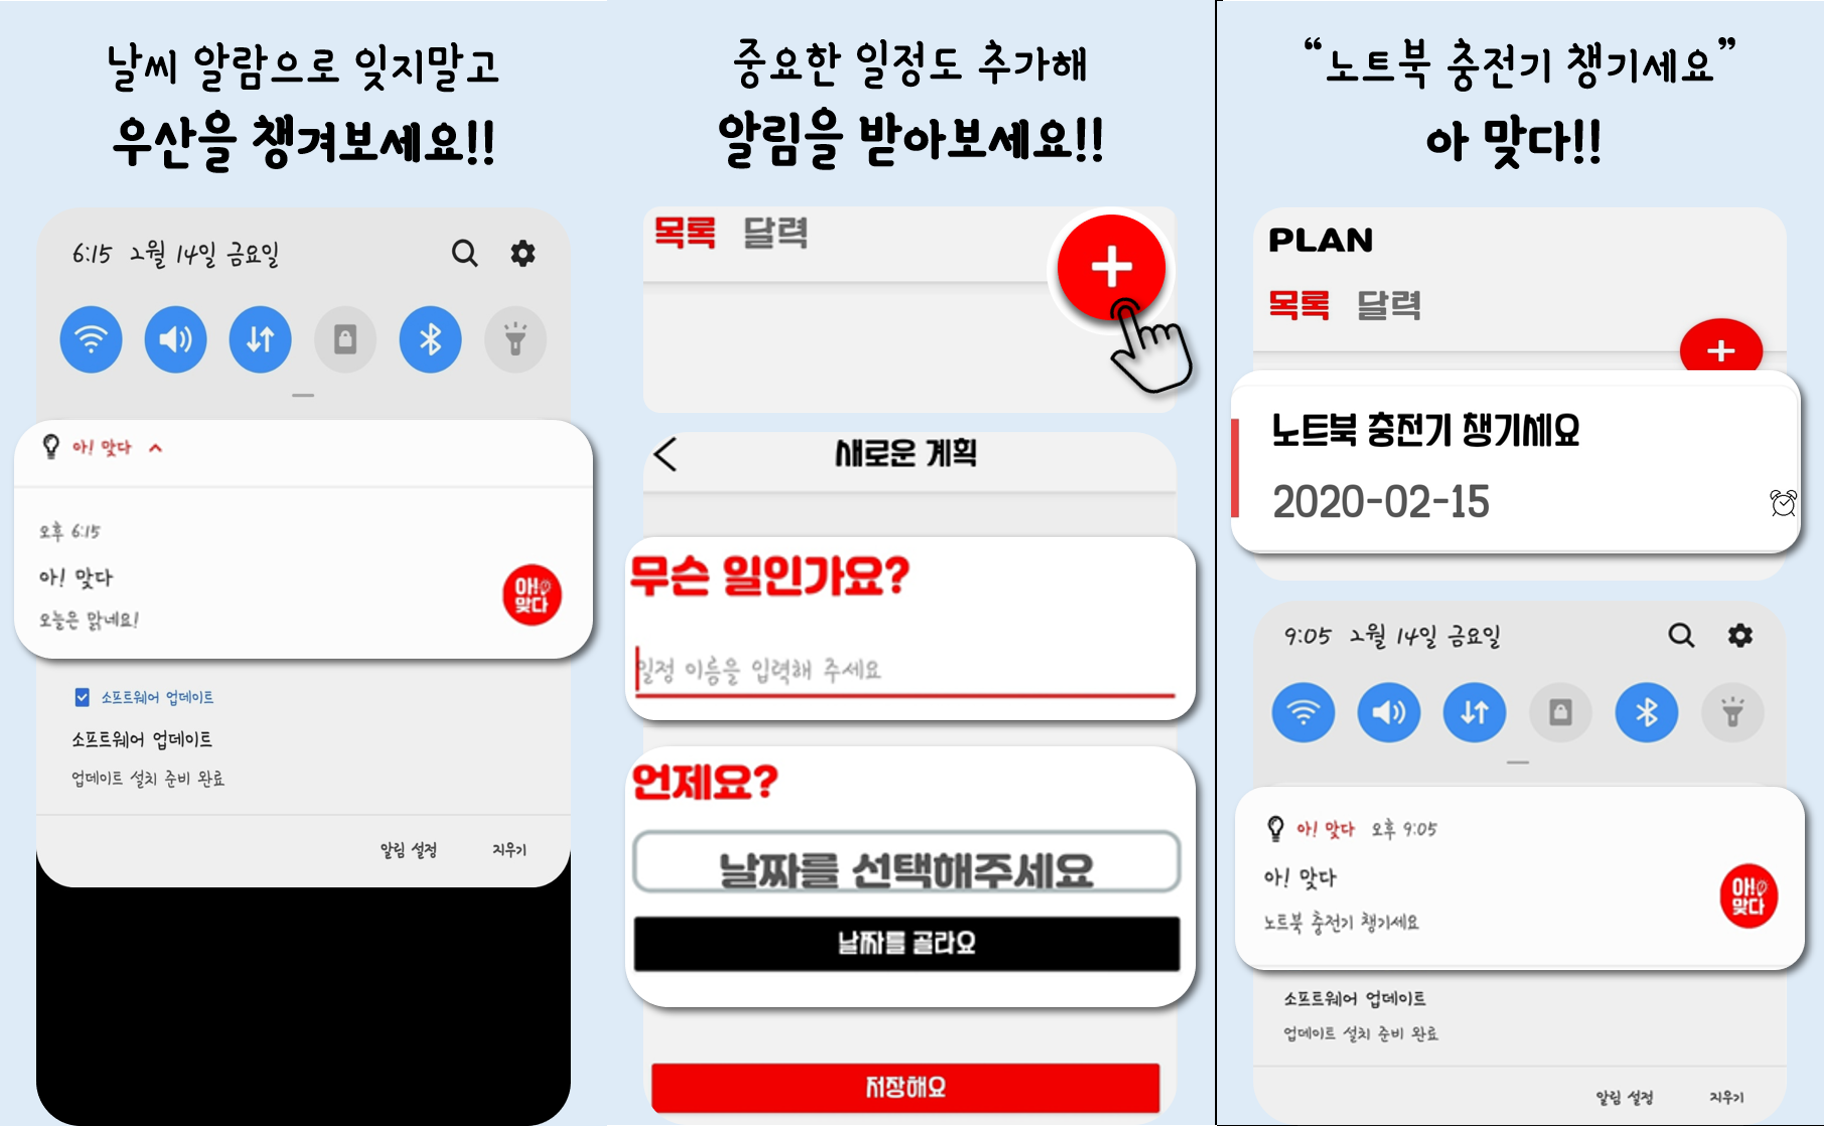 날씨 알람으로 잊지말고
우산을 챙겨보세요!!
6:15 2월 14일 금요일
아! 맞다
오후 6:15
아! 맞다
오늘은 맑네요!
아!
맞다
소프트웨어 업데이트
소프트웨어 업데이트
업데이트 설치 준비 완료
알림 설정 지우기
중요한 일정도 추가해
알림을 받아보세요!!
목록 달력
새로운 계획
무슨 일인가요?
일정 이름을 입력해 주세요
언제요?
날짜를 선택해주세요
날짜를 골라요
저장해요
“노트북 충전기 챙기세요”
아 맞다!!
PLAN
목록 달력
노트북 충전기 챙기세요
2020-02-15
9:05 2월 14일 금요일
아! 맞다 오후 9:05
아! 맞다
노트북 충전기 챙기세요
아!
맞다
소프트웨어 업데이트
업데이트 설치 준비 완료
알림 설정 지우기